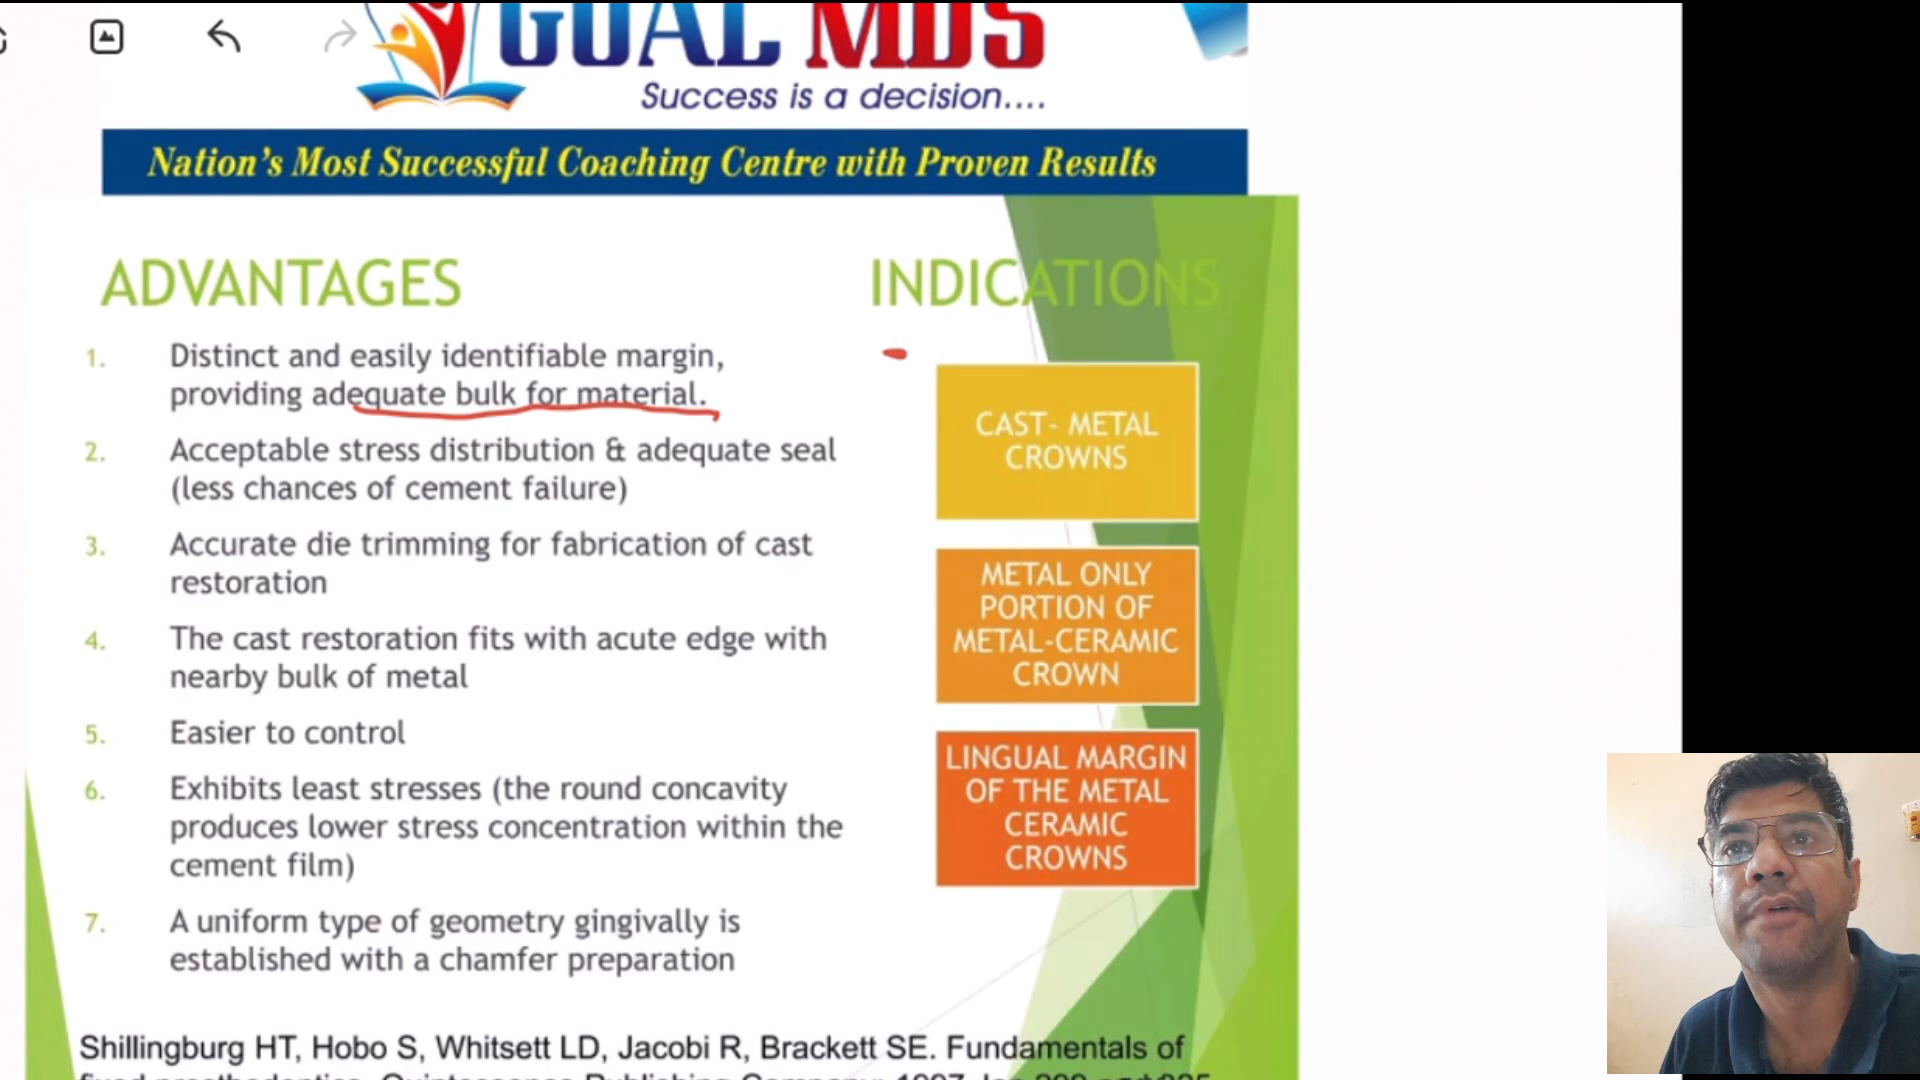 GOAL MDS
Success is a decision....
Nation's Most Successful Coaching Centre with Proven Results
ADVANTAGES
1. Distinct and easily identifiable margin,
providing adequate bulk for material.
2. Acceptable stress distribution & adequate seal
(less chances of cement failure)
3. Accurate die trimming for fabrication of cast
restoration
4. The cast restoration fits with acute edge with
nearby bulk of metal
5. Easier to control
6. Exhibits least stresses (the round concavity
produces lower stress concentration within the
cement film)
7. A uniform type of geometry gingivally is
established with a chamfer preparation
INDICATIONS
CAST- METAL
CROWNS
METAL ONLY
PORTION OF
METAL-CERAMIC
CROWN
LINGUAL MARGIN
OF THE METAL
CERAMIC
CROWNS
Shillingburg HT, Hobo S, Whitsett LD, Jacobi R, Brackett SE. Fundamentals of